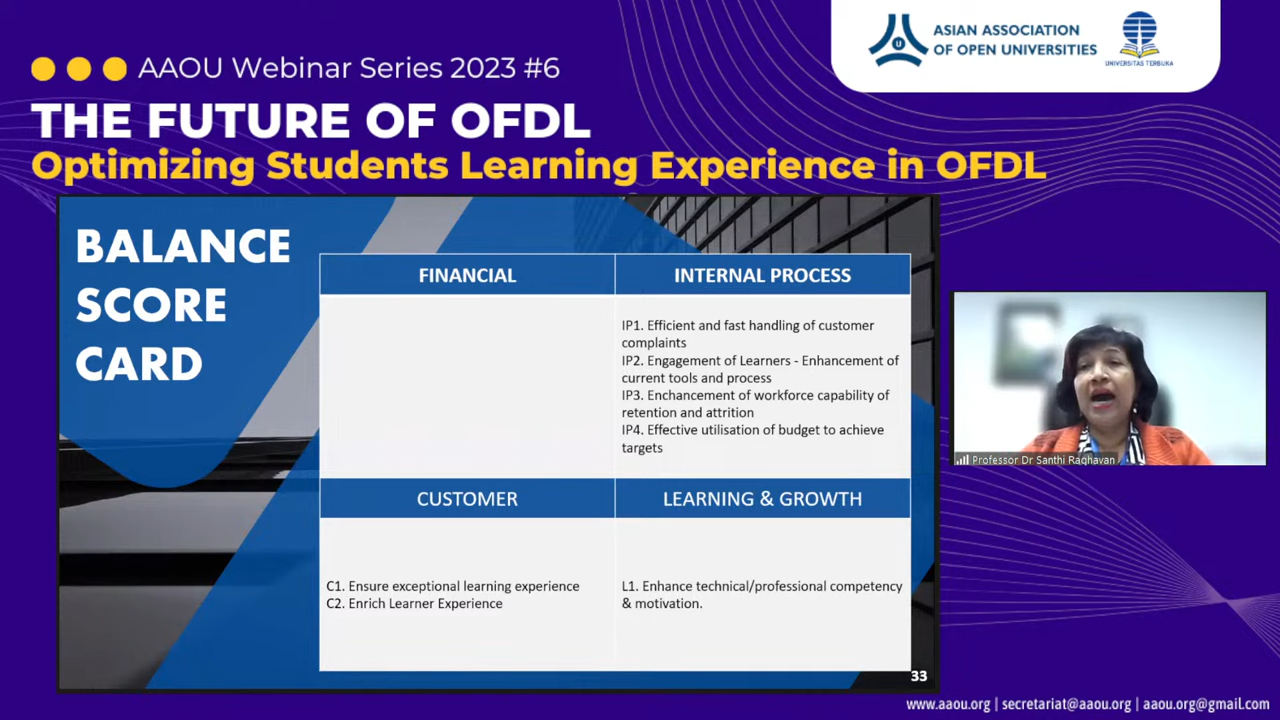 AAOU Webinar Series 2023 #6
THE FUTURE OF OFDL
Optimizing Students Learning Experience in OFDL
ASIAN ASSOCIATION
OF OPEN UNIVERSITIES
U
UNIVERSITAS TERBUKA
BALANCE
SCORE
CARD
FINANCIAL
INTERNAL PROCESS
IP1. Efficient and fast handling of customer
complaints
IP2. Engagement of Learners - Enhancement of
current tools and process
IP3. Enchancement of workforce capability of
retention and attrition
IP4. Effective utilisation of budget to achieve
targets
CUSTOMER
LEARNING & GROWTH
C1. Ensure exceptional learning experience
C2. Enrich Learner Experience
L1. Enhance technical/professional competency
& motivation.
33
Professor Dr Santhi Raghavan
www.aaou.org | secretariat@aaou.org | aaou.org@gmail.com